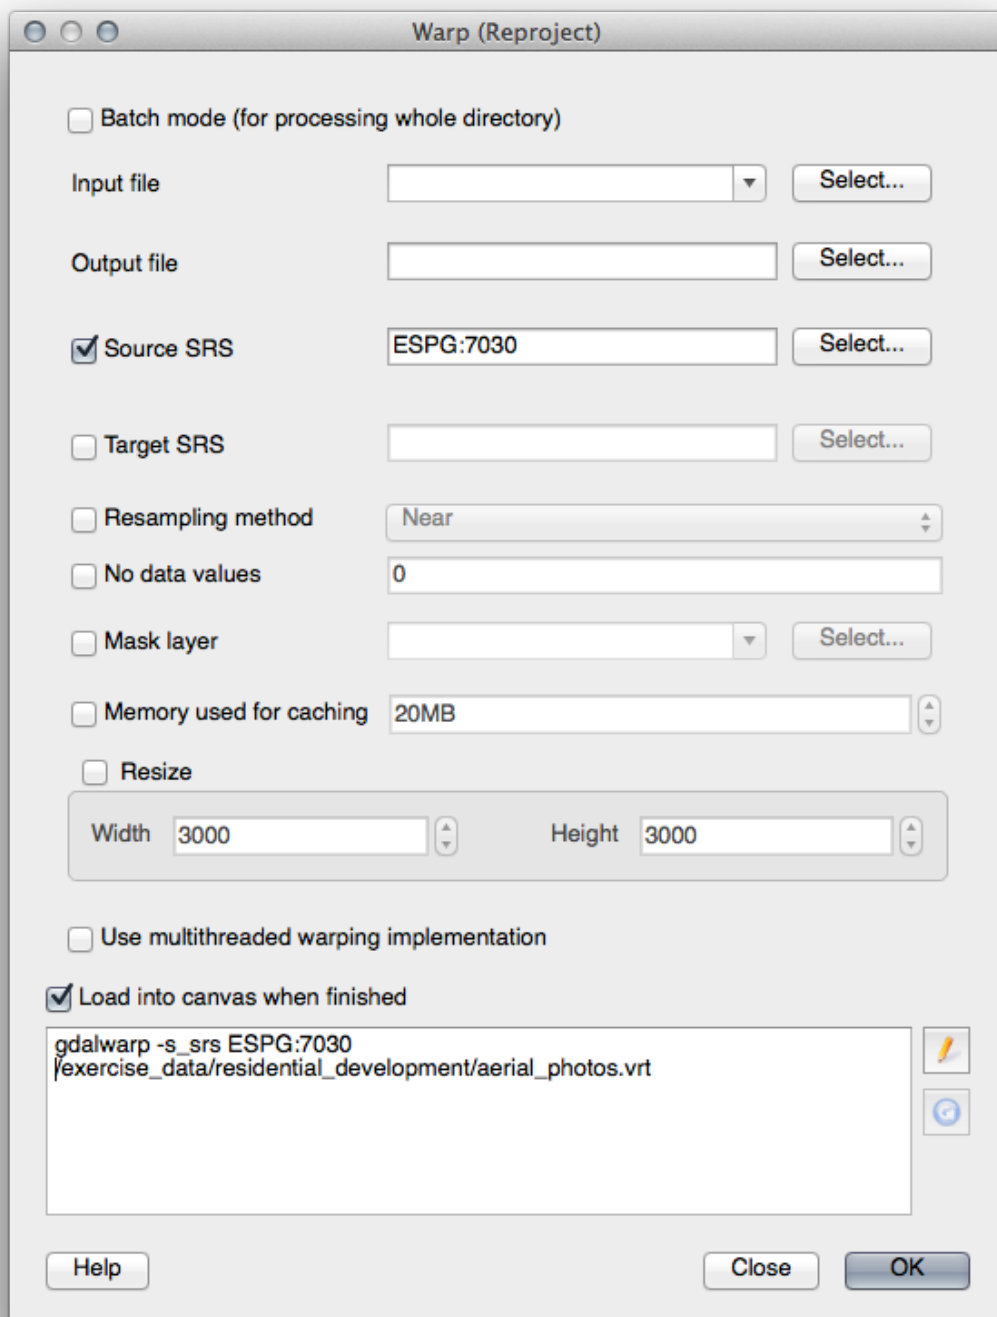 Warp (Reproject)
Batch mode (for processing whole directory)
Input file Select...
Output file Select...
Source SRS ESPG:7030 Select...
Target SRS Select...
Resampling method Near
No data values 0
Mask layer Select...
Memory used for caching 20MB
Resize
Width 3000 Height 3000
Use multithreaded warping implementation
Load into canvas when finished
gdalwarp -s_srs ESPG:7030
/exercise_data/residential_development/aerial_photos.vrt
Help Close OK